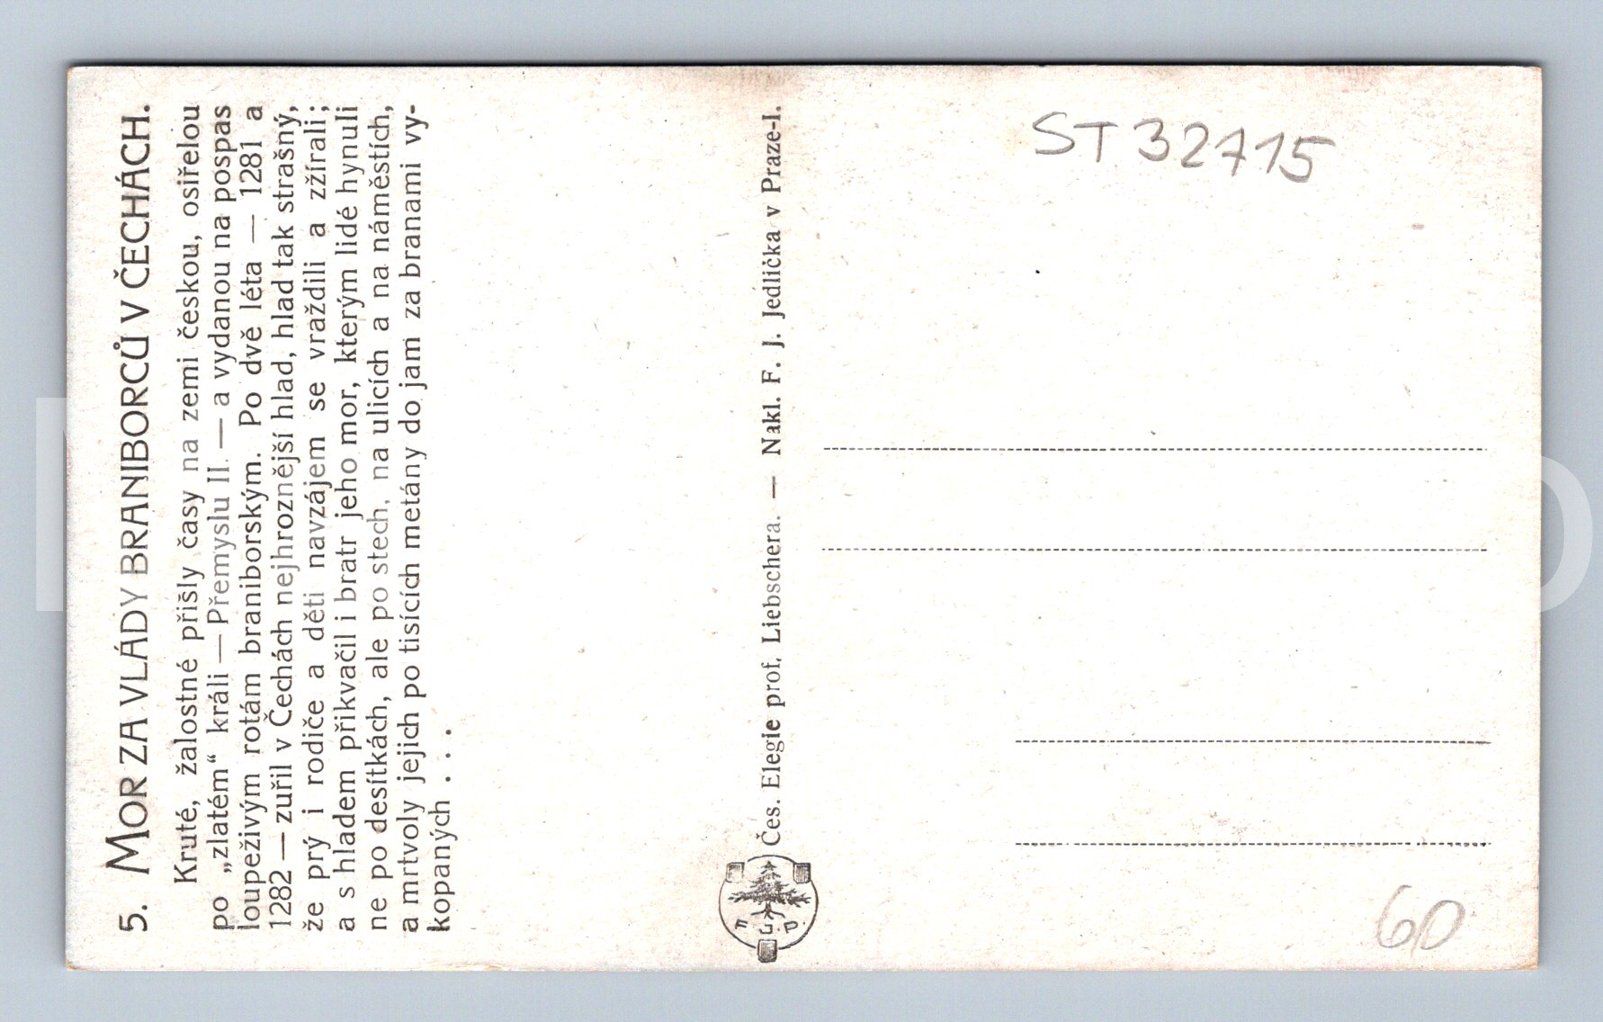 5. MOR ZA VLÁDY BRANIBORCŮ V ČECHÁCH.
Kruté, žalostné přišly časy na zemi českou, osiřelou
po „zlatém“ králi — Přemyslu II. — a vydanou na pospas
loupeživým rotám braniborským. Po dvě léta — 1281 a
1282 — zuřil v Čechách nejhroznější hlad, hlad tak strašný,
že prý i rodiče a děti navzájem se vraždili a zžírali;
a s hladem přikvačil i bratr jeho mor, kterým lidé hynuli
ne po desítkách, ale po stech, na ulicích a na náměstích,
a mrtvoly jejich po tisících metány do jam za branami vy-
kopaných . . .
Čes. Elegie prof. Liebschera. — Nakl. F. J. Jedlička v Praze-I.
F J P
ST 32715
60